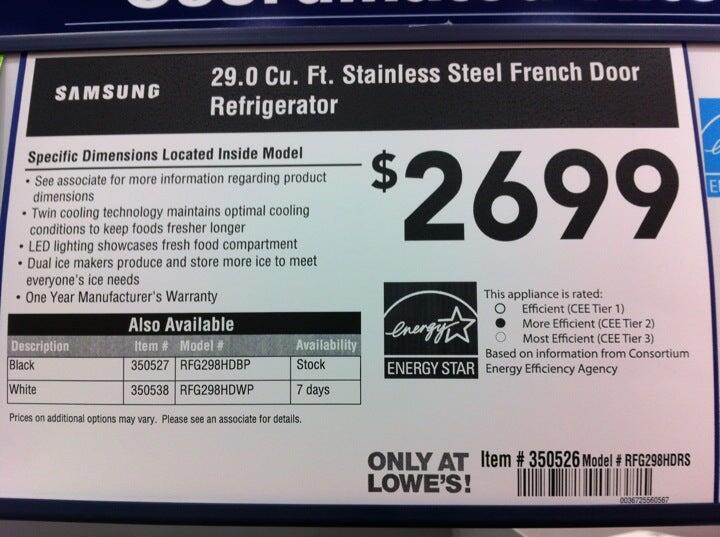 SAMSUNG
29.0 Cu. Ft. Stainless Steel French Door
Refrigerator
Specific Dimensions Located Inside Model
• See associate for more information regarding product
dimensions
• Twin cooling technology maintains optimal cooling
conditions to keep foods fresher longer
• LED lighting showcases fresh food compartment
• Dual ice makers produce and store more ice to meet
everyone's ice needs
• One Year Manufacturer's Warranty
$2699
Also Available
Description Item # Model # Availability
Black 350527 RFG298HDBP Stock
White 350538 RFG298HDWP 7 days
Prices on additional options may vary. Please see an associate for details.
energy
ENERGY STAR
This appliance is rated:
Efficient (CEE Tier 1)
More Efficient (CEE Tier 2)
Most Efficient (CEE Tier 3)
Based on information from Consortium
Energy Efficiency Agency
ONLY AT
LOWE'S!
Item # 350526 Model # RFG298HDRS
0036725560567